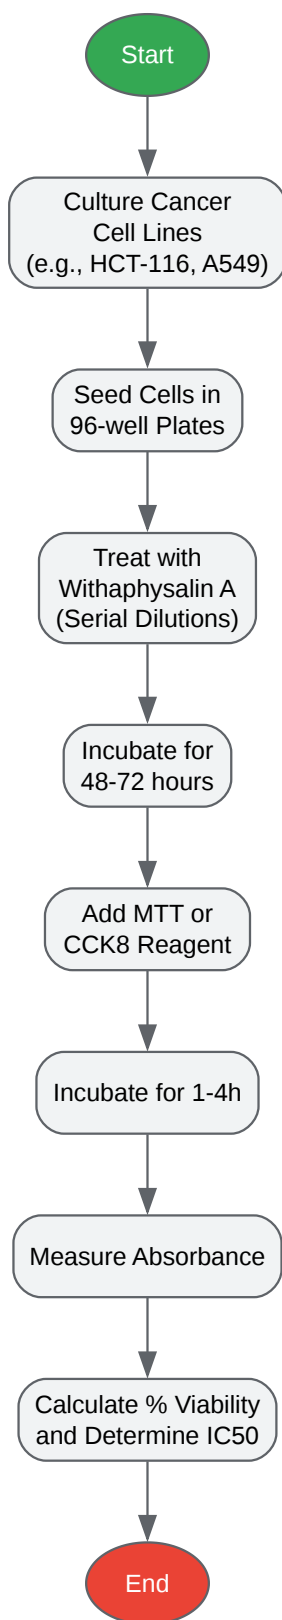 Start
Culture Cancer
Cell Lines
(e.g., HCT-116, A549)
Seed Cells in
96-well Plates
Treat with
Withaphysalin A
(Serial Dilutions)
Incubate for
48-72 hours
Add MTT or
CCK8 Reagent
Incubate for 1-4h
Measure Absorbance
Calculate % Viability
and Determine IC50
End